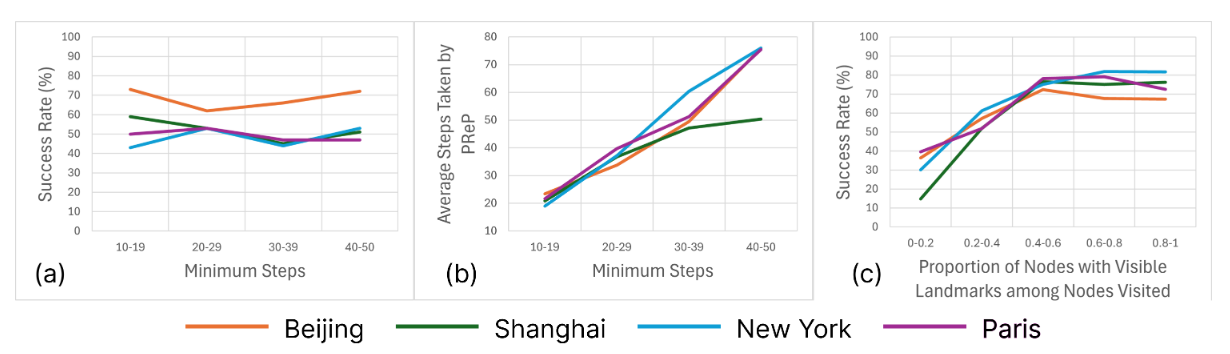 Success Rate (%)
100
90
80
70
60
50
40
30
20
10
0
10-19
20-29
30-39
40-50
Minimum Steps
(a)
Average Steps Taken by
PReP
80
70
60
50
40
30
20
10
10-19
20-29
30-39
40-50
Minimum Steps
(b)
Success Rate (%)
100
90
80
70
60
50
40
30
20
10
0
0-0.2
0.2-0.4
0.4-0.6
0.6-0.8
0.8-1
Proportion of Nodes with Visible
Landmarks among Nodes Visited
(c)
Beijing
Shanghai
New York
Paris